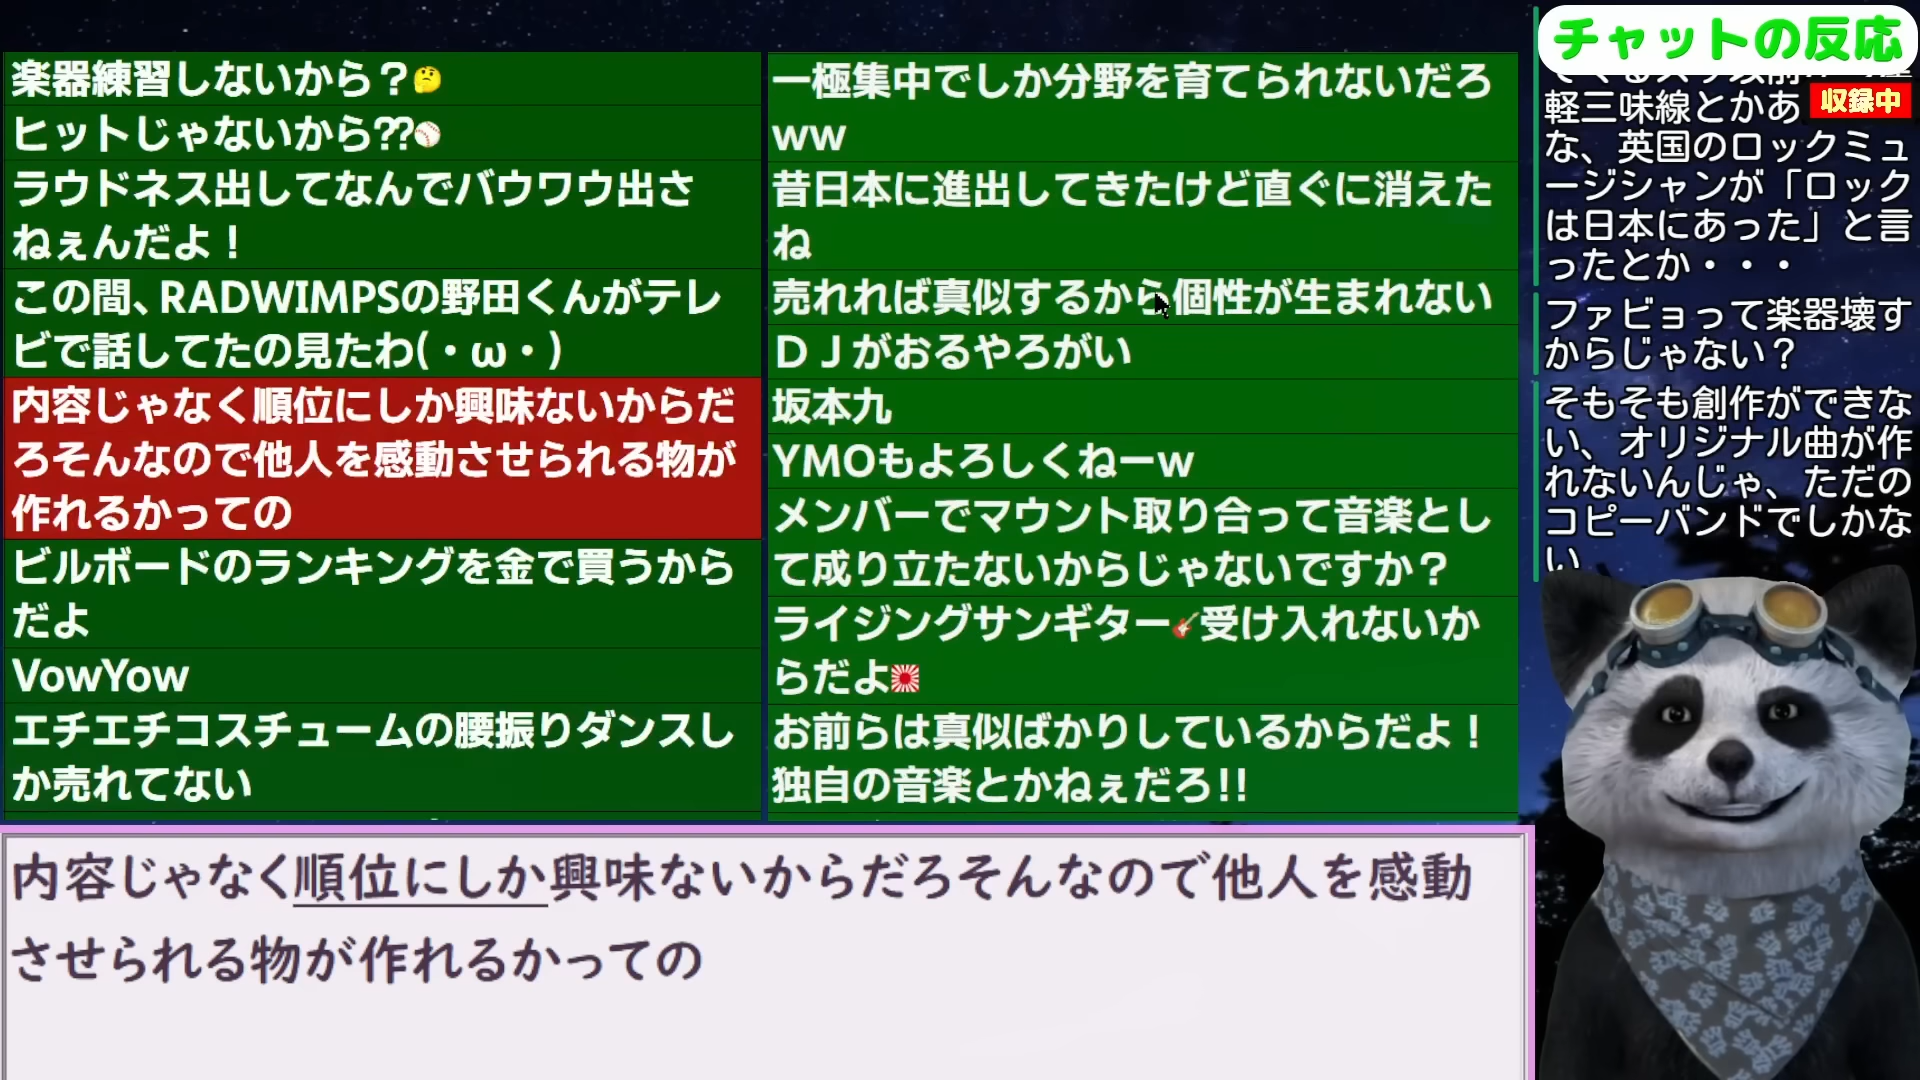 楽器練習しないから？🤔
ヒットじゃないから⁇⚾
ラウドネス出してなんでバウワウ出さ
ねぇんだよ！
この間、RADWIMPSの野田くんがテレ
ビで話してたの見たわ(・ω・)
内容じゃなく順位にしか興味ないからだ
ろそんなので他人を感動させられる物が
作れるかっての
ビルボードのランキングを金で買うから
だよ
VowYow
エチエチコスチュームの腰振りダンスし
か売れてない
一極集中でしか分野を育てられないだろ
ww
昔日本に進出してきたけど直ぐに消えた
ね
売れれば真似するから個性が生まれない
ＤＪがおるやろがい
坂本九
YMOもよろしくねーw
メンバーでマウント取り合って音楽とし
て成り立たないからじゃないですか？
ライジングサンギター🎸受け入れないか
らだよ
お前らは真似ばかりしているからだよ！
独自の音楽とかねぇだろ!!
チャットの反応
収録中
軽三味線とかあ
な、英国のロックミュ
ージシャンが「ロック
は日本にあった」と言
ったとか・・・
ファビョって楽器壊す
からじゃない？
そもそも創作ができな
い、オリジナル曲が作
れないんじゃ、ただの
コピーバンドでしかな
い
内容じゃなく順位にしか興味ないからだろそんなので他人を感動
させられる物が作れるかっての